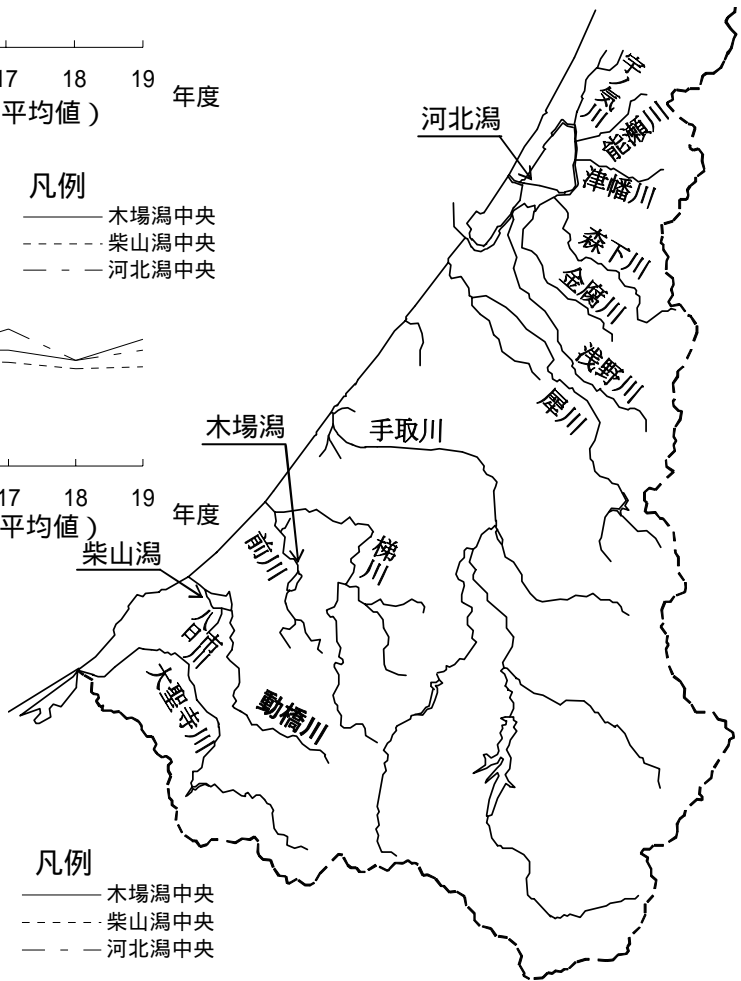 17 18 19 年度
平均値）
凡例
木場潟中央
柴山潟中央
河北潟中央
17 18 19 年度
平均値）
凡例
木場潟中央
柴山潟中央
河北潟中央
河北潟
宇ノ気川
能瀬川
津幡川
森下川
金腐川
浅野川
犀川
手取川
木場潟
前川
梯川
柴山潟
八日市川
動橋川
大聖寺川